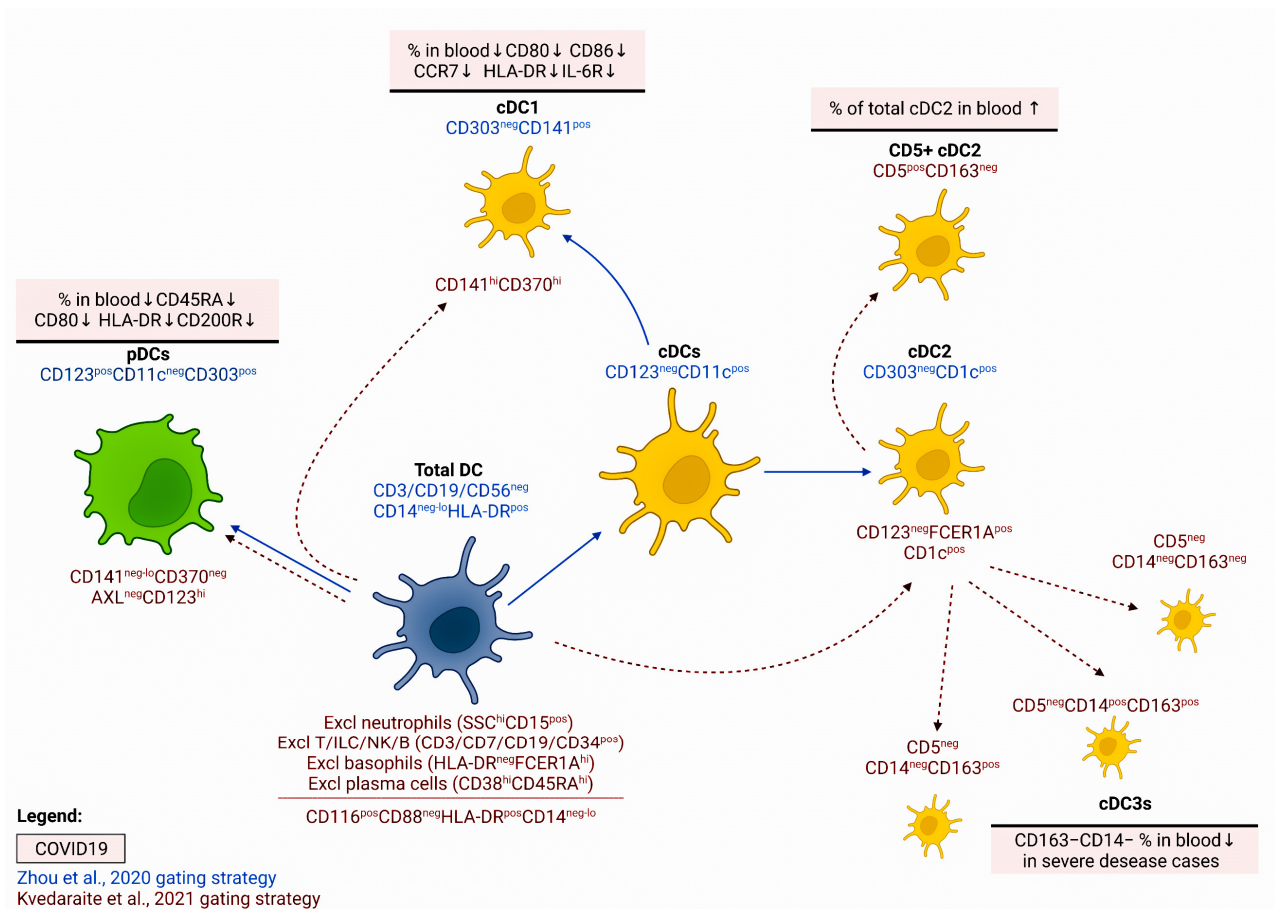 % in blood↓CD80↓ CD86↓
CCR7↓ HLA-DR↓IL-6R↓
cDC1
CD303negCD141pos
CD141hiCD370hi
% of total cDC2 in blood ↑
CD5+ cDC2
CD5posCD163neg
% in blood↓CD45RA↓
CD80↓ HLA-DR↓CD200R↓
pDCs
CD123posCD11cnegCD303pos
CD141neg-loCD370neg
AXLnegCD123hi
cDCs
CD123negCD11cpos
cDC2
CD303negCD1cpos
CD123negFCER1Apos
CD1cpos
Total DC
CD3/CD19/CD56neg
CD14neg-loHLA-DRpos
Excl neutrophils (SSChiCD15pos)
Excl T/ILC/NK/B (CD3/CD7/CD19/CD34pos)
Excl basophils (HLA-DRnegFCER1Ahi)
Excl plasma cells (CD38hiCD45RAhi)
CD116posCD88negHLA-DRposCD14neg-lo
CD5neg
CD14negCD163neg
CD5negCD14posCD163pos
CD5neg
CD14negCD163pos
cDC3s
CD163−CD14− % in blood↓
in severe desease cases
Legend:
COVID19
Zhou et al., 2020 gating strategy
Kvedaraite et al., 2021 gating strategy